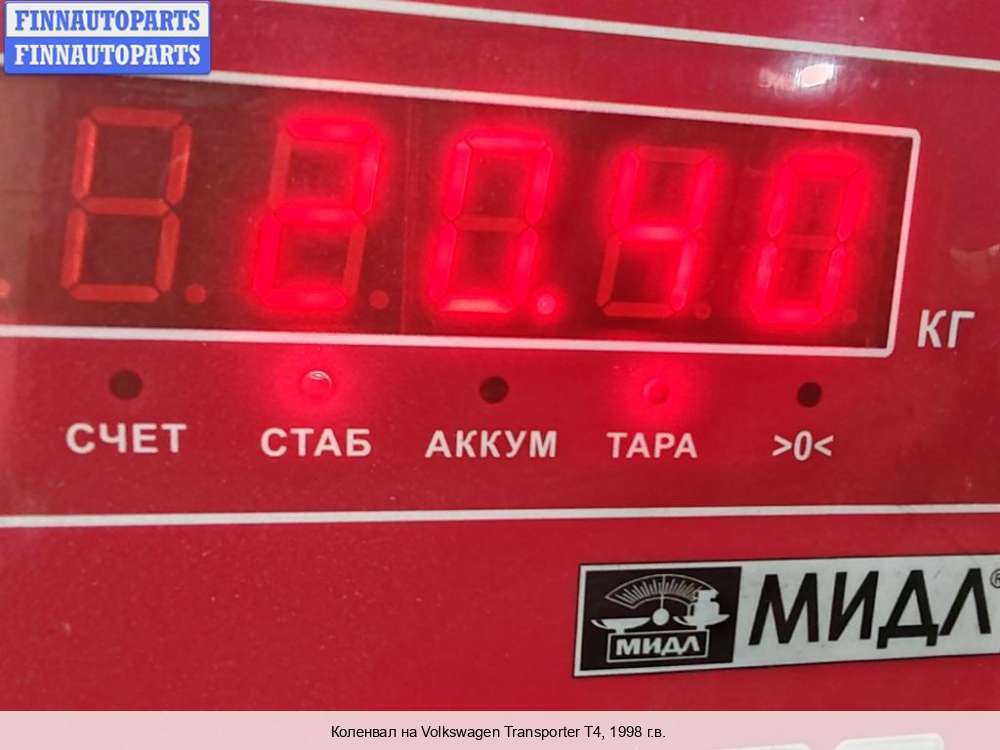 FINNAUTOPARTS
FINNAUTOPARTS
20.40
КГ
СЧЕТ СТАБ АККУМ ТАРА >0<
МИДЛ МИДЛ®
Коленвал на Volkswagen Transporter T4, 1998 г.в.